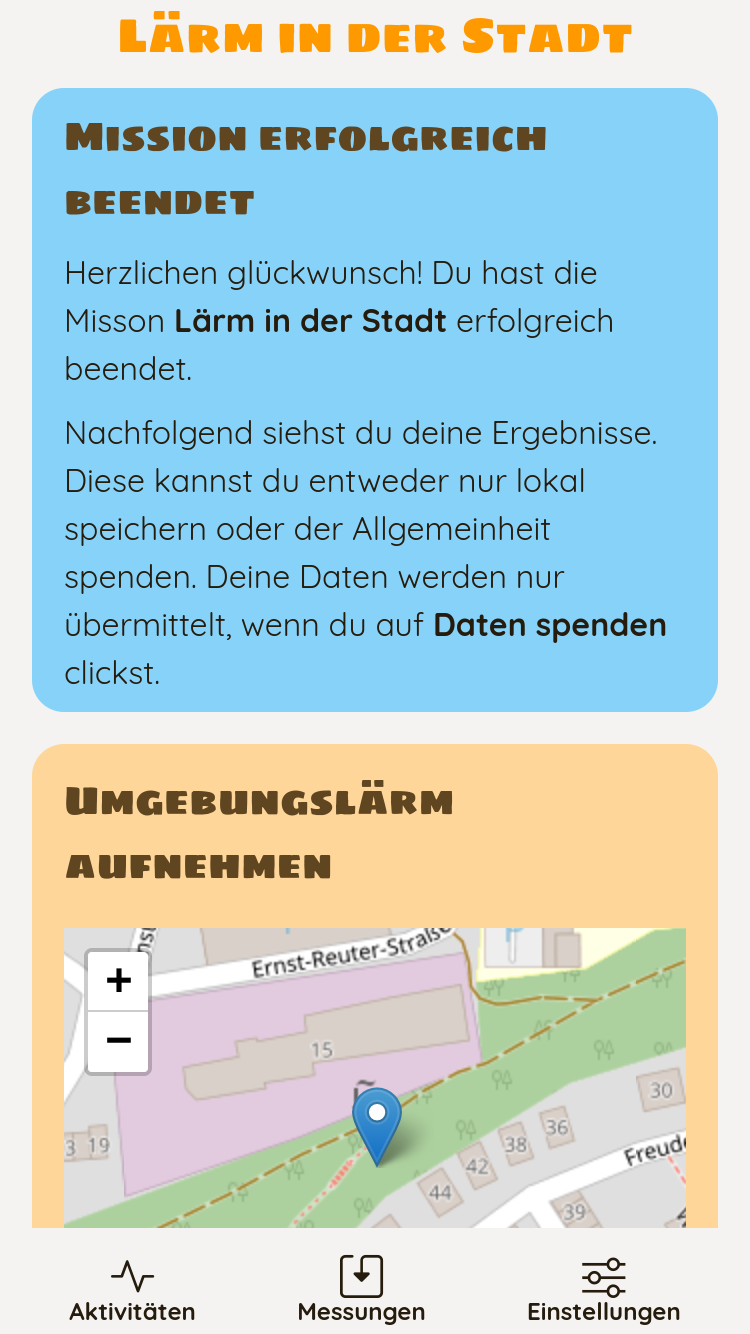 Lärm in der Stadt
Mission erfolgreich
beendet
Herzlichen glückwunsch! Du hast die
Misson Lärm in der Stadt erfolgreich
beendet.
Nachfolgend siehst du deine Ergebnisse.
Diese kannst du entweder nur lokal
speichern oder der Allgemeinheit
spenden. Deine Daten werden nur
übermittelt, wenn du auf Daten spenden
clickst.
Umgebungslärm
aufnehmen
+
−
Ernst-Reuter-Straße
P
15
30
3 19
36
38
42
44
39
Aktivitäten
Messungen
Einstellungen